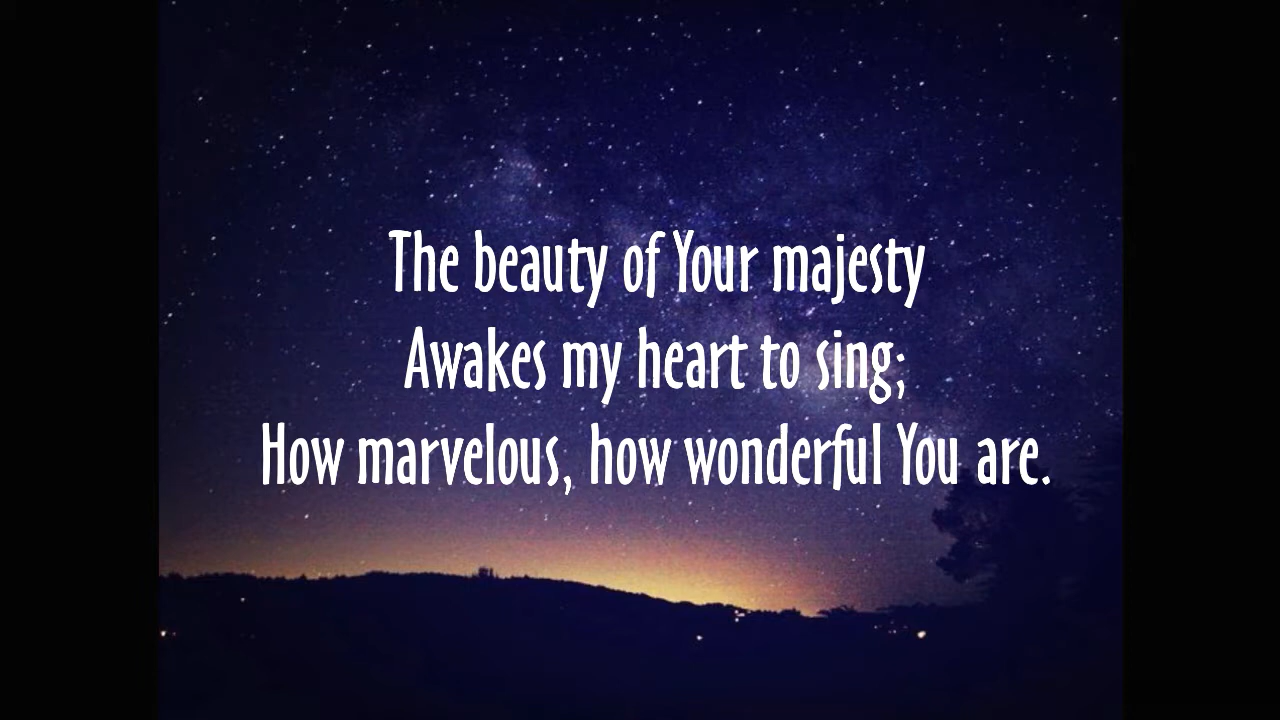 The beauty of Your majesty
Awakes my heart to sing;
How marvelous, how wonderful You are.